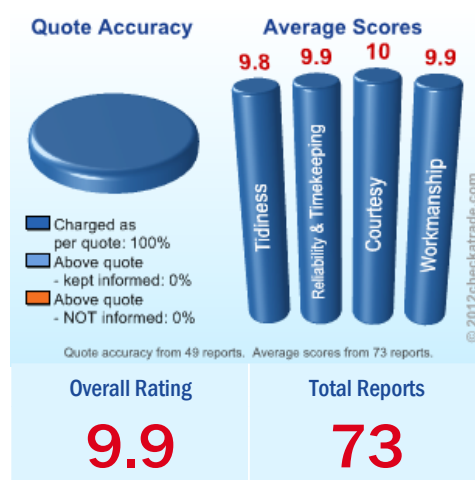 Quote Accuracy
Average Scores
9.8
9.9
10
9.9
Tidiness
Reliability & Timekeeping
Courtesy
Workmanship
Charged as
per quote: 100%
Above quote
- kept informed: 0%
Above quote
- NOT informed: 0%
© 2012checkatrade.com
Quote accuracy from 49 reports. Average scores from 73 reports.
Overall Rating
9.9
Total Reports
73